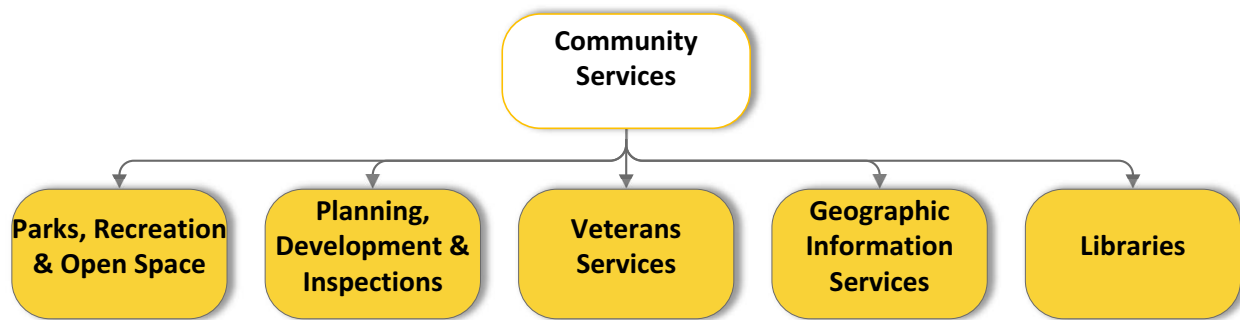 Community
Services
Parks, Recreation
& Open Space
Planning,
Development &
Inspections
Veterans
Services
Geographic
Information
Services
Libraries